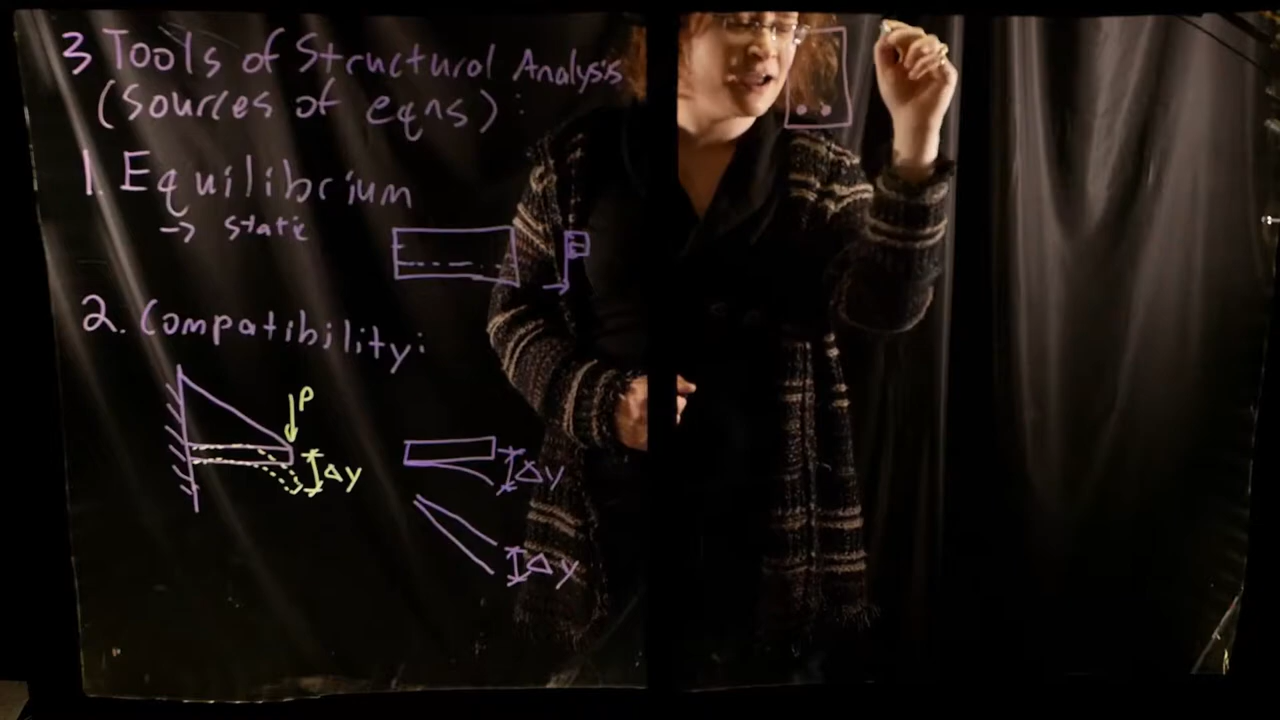 3 Tools of Structural Analysis
(sources of eqns):
1. Equilibrium
→ static
2. Compatibility:
P
Δy
Δy
Δy